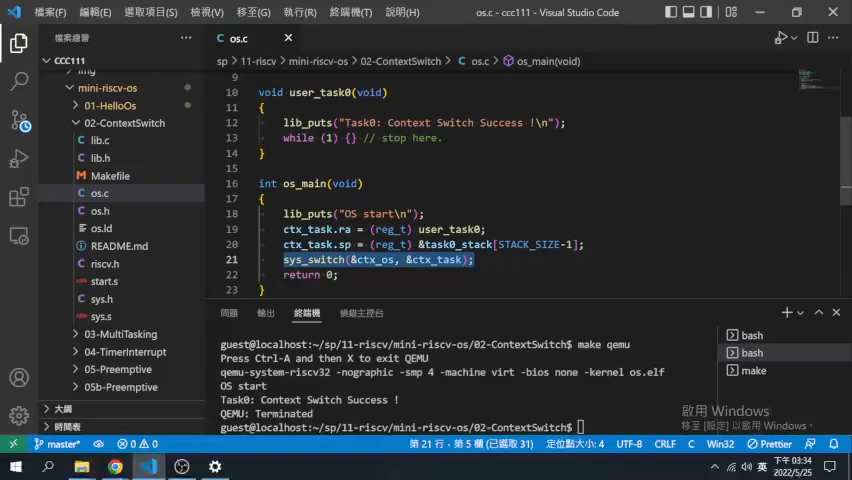 檔案(F) 編輯(E) 選取項目(S) 檢視(V) 移至(G) 執行(R) 終端機(T) 說明(H) os.c - ccc111 - Visual Studio Code
檔案總管 ···
os.c
CCC111
sp > 11-riscv > mini-riscv-os > 02-ContextSwitch > os.c > os_main(void)
img
mini-riscv-os
01-HelloOs
02-ContextSwitch
lib.c
lib.h
Makefile
os.c
os.h
os.ld
README.md
riscv.h
start.s
sys.h
sys.s
03-MultiTasking
04-TimerInterrupt
05-Preemptive
05b-Preemptive
大綱
時間表
9
10 void user_task0(void)
11 {
12 lib_puts("Task0: Context Switch Success !\n");
13 while (1) {} // stop here.
14 }
15
16 int os_main(void)
17 {
18 lib_puts("OS start\n");
19 ctx_task.ra = (reg_t) user_task0;
20 ctx_task.sp = (reg_t) &task0_stack[STACK_SIZE-1];
21 sys_switch(&ctx_os, &ctx_task);
22 return 0;
23 }
問題 輸出 終端機 偵錯主控台
guest@localhost:~/sp/11-riscv/mini-riscv-os/02-ContextSwitch$ make qemu
Press Ctrl-A and then X to exit QEMU
qemu-system-riscv32 -nographic -smp 4 -machine virt -bios none -kernel os.elf
OS start
Task0: Context Switch Success !
QEMU: Terminated
guest@localhost:~/sp/11-riscv/mini-riscv-os/02-ContextSwitch$
bash
bash
make
啟用 Windows
移至 [設定] 以啟用 Windows。
master* 0 0 第 21 行，第 5 欄 (已選取 31) 定位點大小: 4 UTF-8 CRLF C Win32 Prettier
英 下午 03:34
2022/5/25